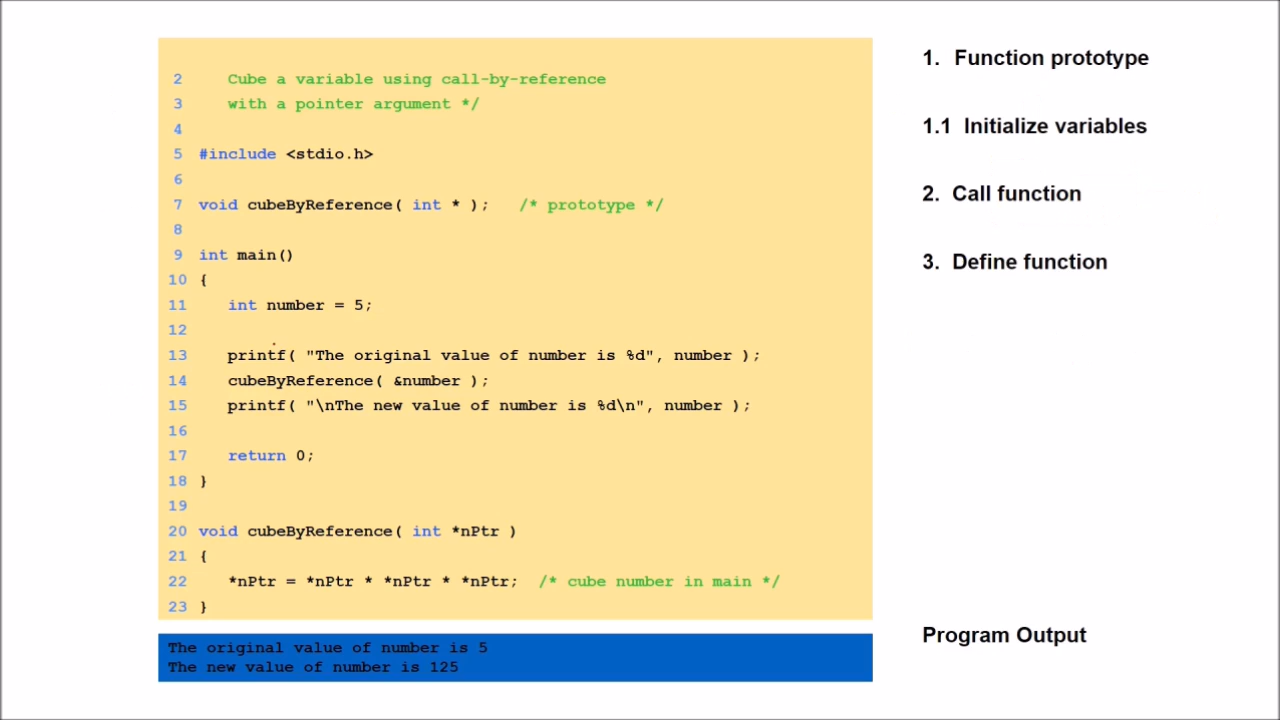 2 Cube a variable using call-by-reference
3 with a pointer argument */
4
5 #include <stdio.h>
6
7 void cubeByReference( int * ); /* prototype */
8
9 int main()
10 {
11 int number = 5;
12
13 printf( "The original value of number is %d", number );
14 cubeByReference( &number );
15 printf( "\nThe new value of number is %d\n", number );
16
17 return 0;
18 }
19
20 void cubeByReference( int *nPtr )
21 {
22 *nPtr = *nPtr * *nPtr * *nPtr; /* cube number in main */
23 }
The original value of number is 5
The new value of number is 125
1. Function prototype
1.1 Initialize variables
2. Call function
3. Define function
Program Output